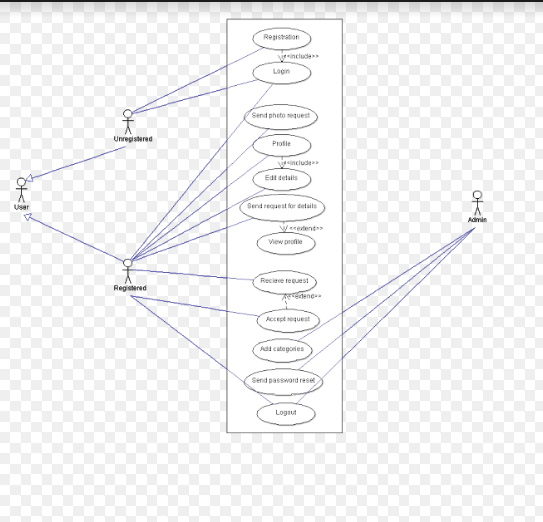 Registration
<<include>>
Login
Send photo request
Unregistered
Profile
<<include>>
Edit details
User
Send request for details
Admin
<<extend>>
View profile
Registered
Recieve request
<<extend>>
Accept request
Add categories
Send password reset
Logout